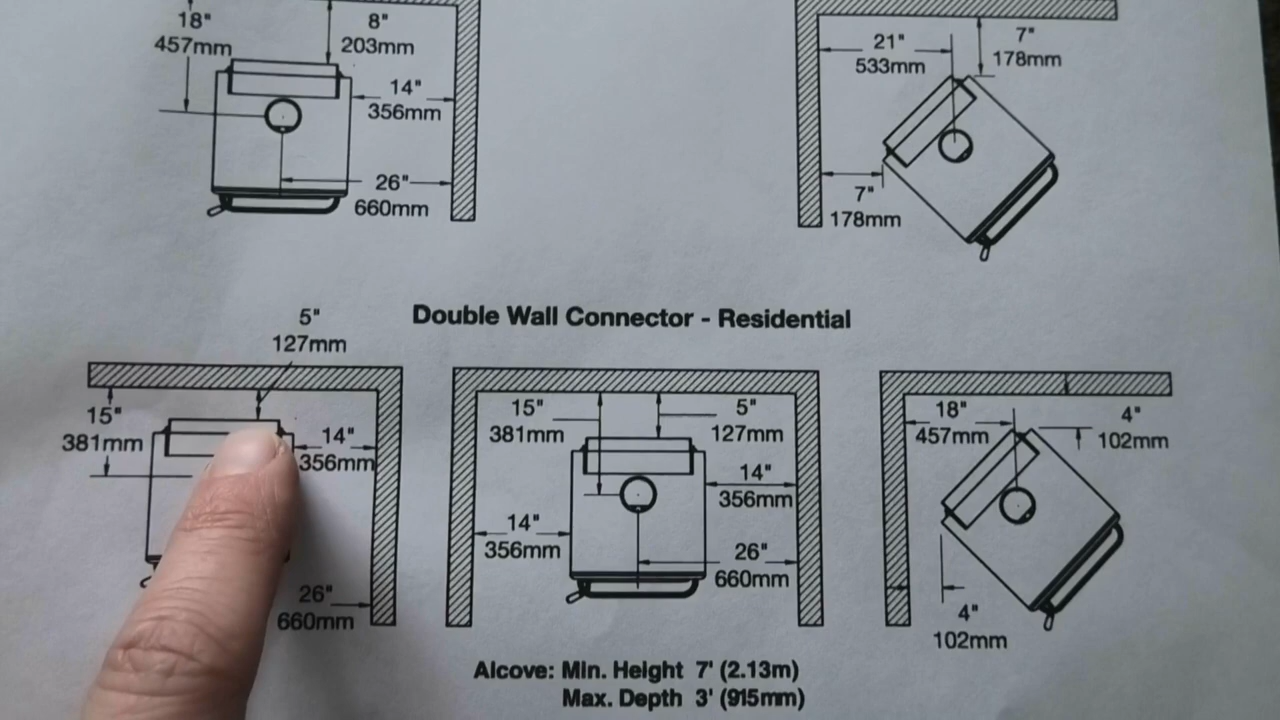 18"
457mm
8"
203mm
14"
356mm
26"
660mm
21"
533mm
7"
178mm
7"
178mm
Double Wall Connector - Residential
5"
127mm
15"
381mm
14"
356mm
26"
660mm
15"
381mm
5"
127mm
14"
356mm
14"
356mm
26"
660mm
18"
457mm
4"
102mm
4"
102mm
Alcove: Min. Height 7' (2.13m)
Max. Depth 3' (915mm)